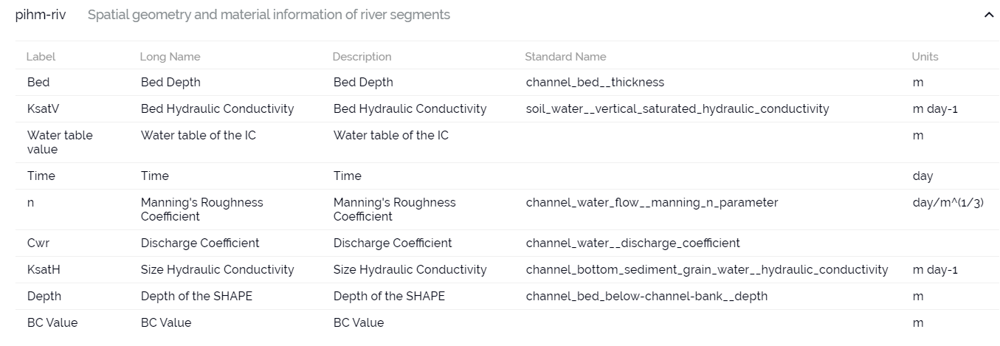 pihm-riv Spatial geometry and material information of river segments
Label Long Name Description Standard Name Units
Bed Bed Depth Bed Depth channel_bed__thickness m
KsatV Bed Hydraulic Conductivity Bed Hydraulic Conductivity soil_water__vertical_saturated_hydraulic_conductivity m day-1
Water table value Water table of the IC Water table of the IC m
Time Time Time day
n Manning's Roughness Coefficient Manning's Roughness Coefficient channel_water_flow__manning_n_parameter day/m^(1/3)
Cwr Discharge Coefficient Discharge Coefficient channel_water__discharge_coefficient
KsatH Size Hydraulic Conductivity Size Hydraulic Conductivity channel_bottom_sediment_grain_water__hydraulic_conductivity m day-1
Depth Depth of the SHAPE Depth of the SHAPE channel_bed_below-channel-bank__depth m
BC Value BC Value BC Value m